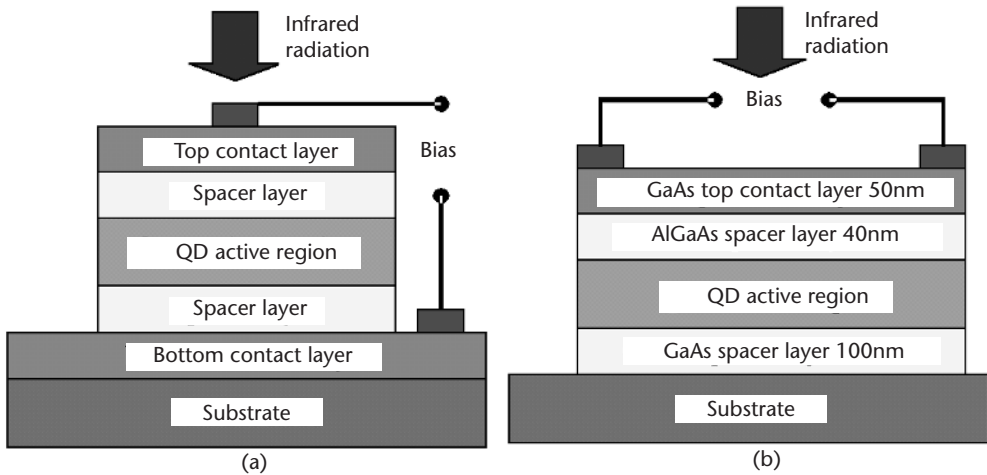 Infrared
radiation
Bias
Top contact layer
Spacer layer
QD active region
Spacer layer
Bottom contact layer
Substrate
(a)
Infrared
radiation
Bias
GaAs top contact layer 50nm
AlGaAs spacer layer 40nm
QD active region
GaAs spacer layer 100nm
Substrate
(b)